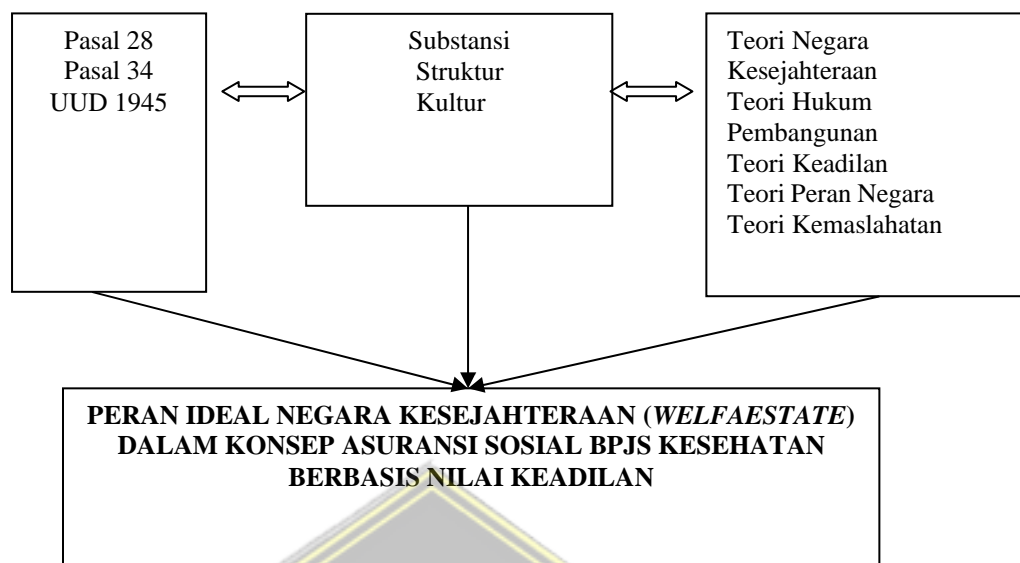 Pasal 28
Pasal 34
UUD 1945
Substansi
Struktur
Kultur
Teori Negara
Kesejahteraan
Teori Hukum
Pembangunan
Teori Keadilan
Teori Peran Negara
Teori Kemaslahatan
PERAN IDEAL NEGARA KESEJAHTERAAN (WELFAESTATE)
DALAM KONSEP ASURANSI SOSIAL BPJS KESEHATAN
BERBASIS NILAI KEADILAN